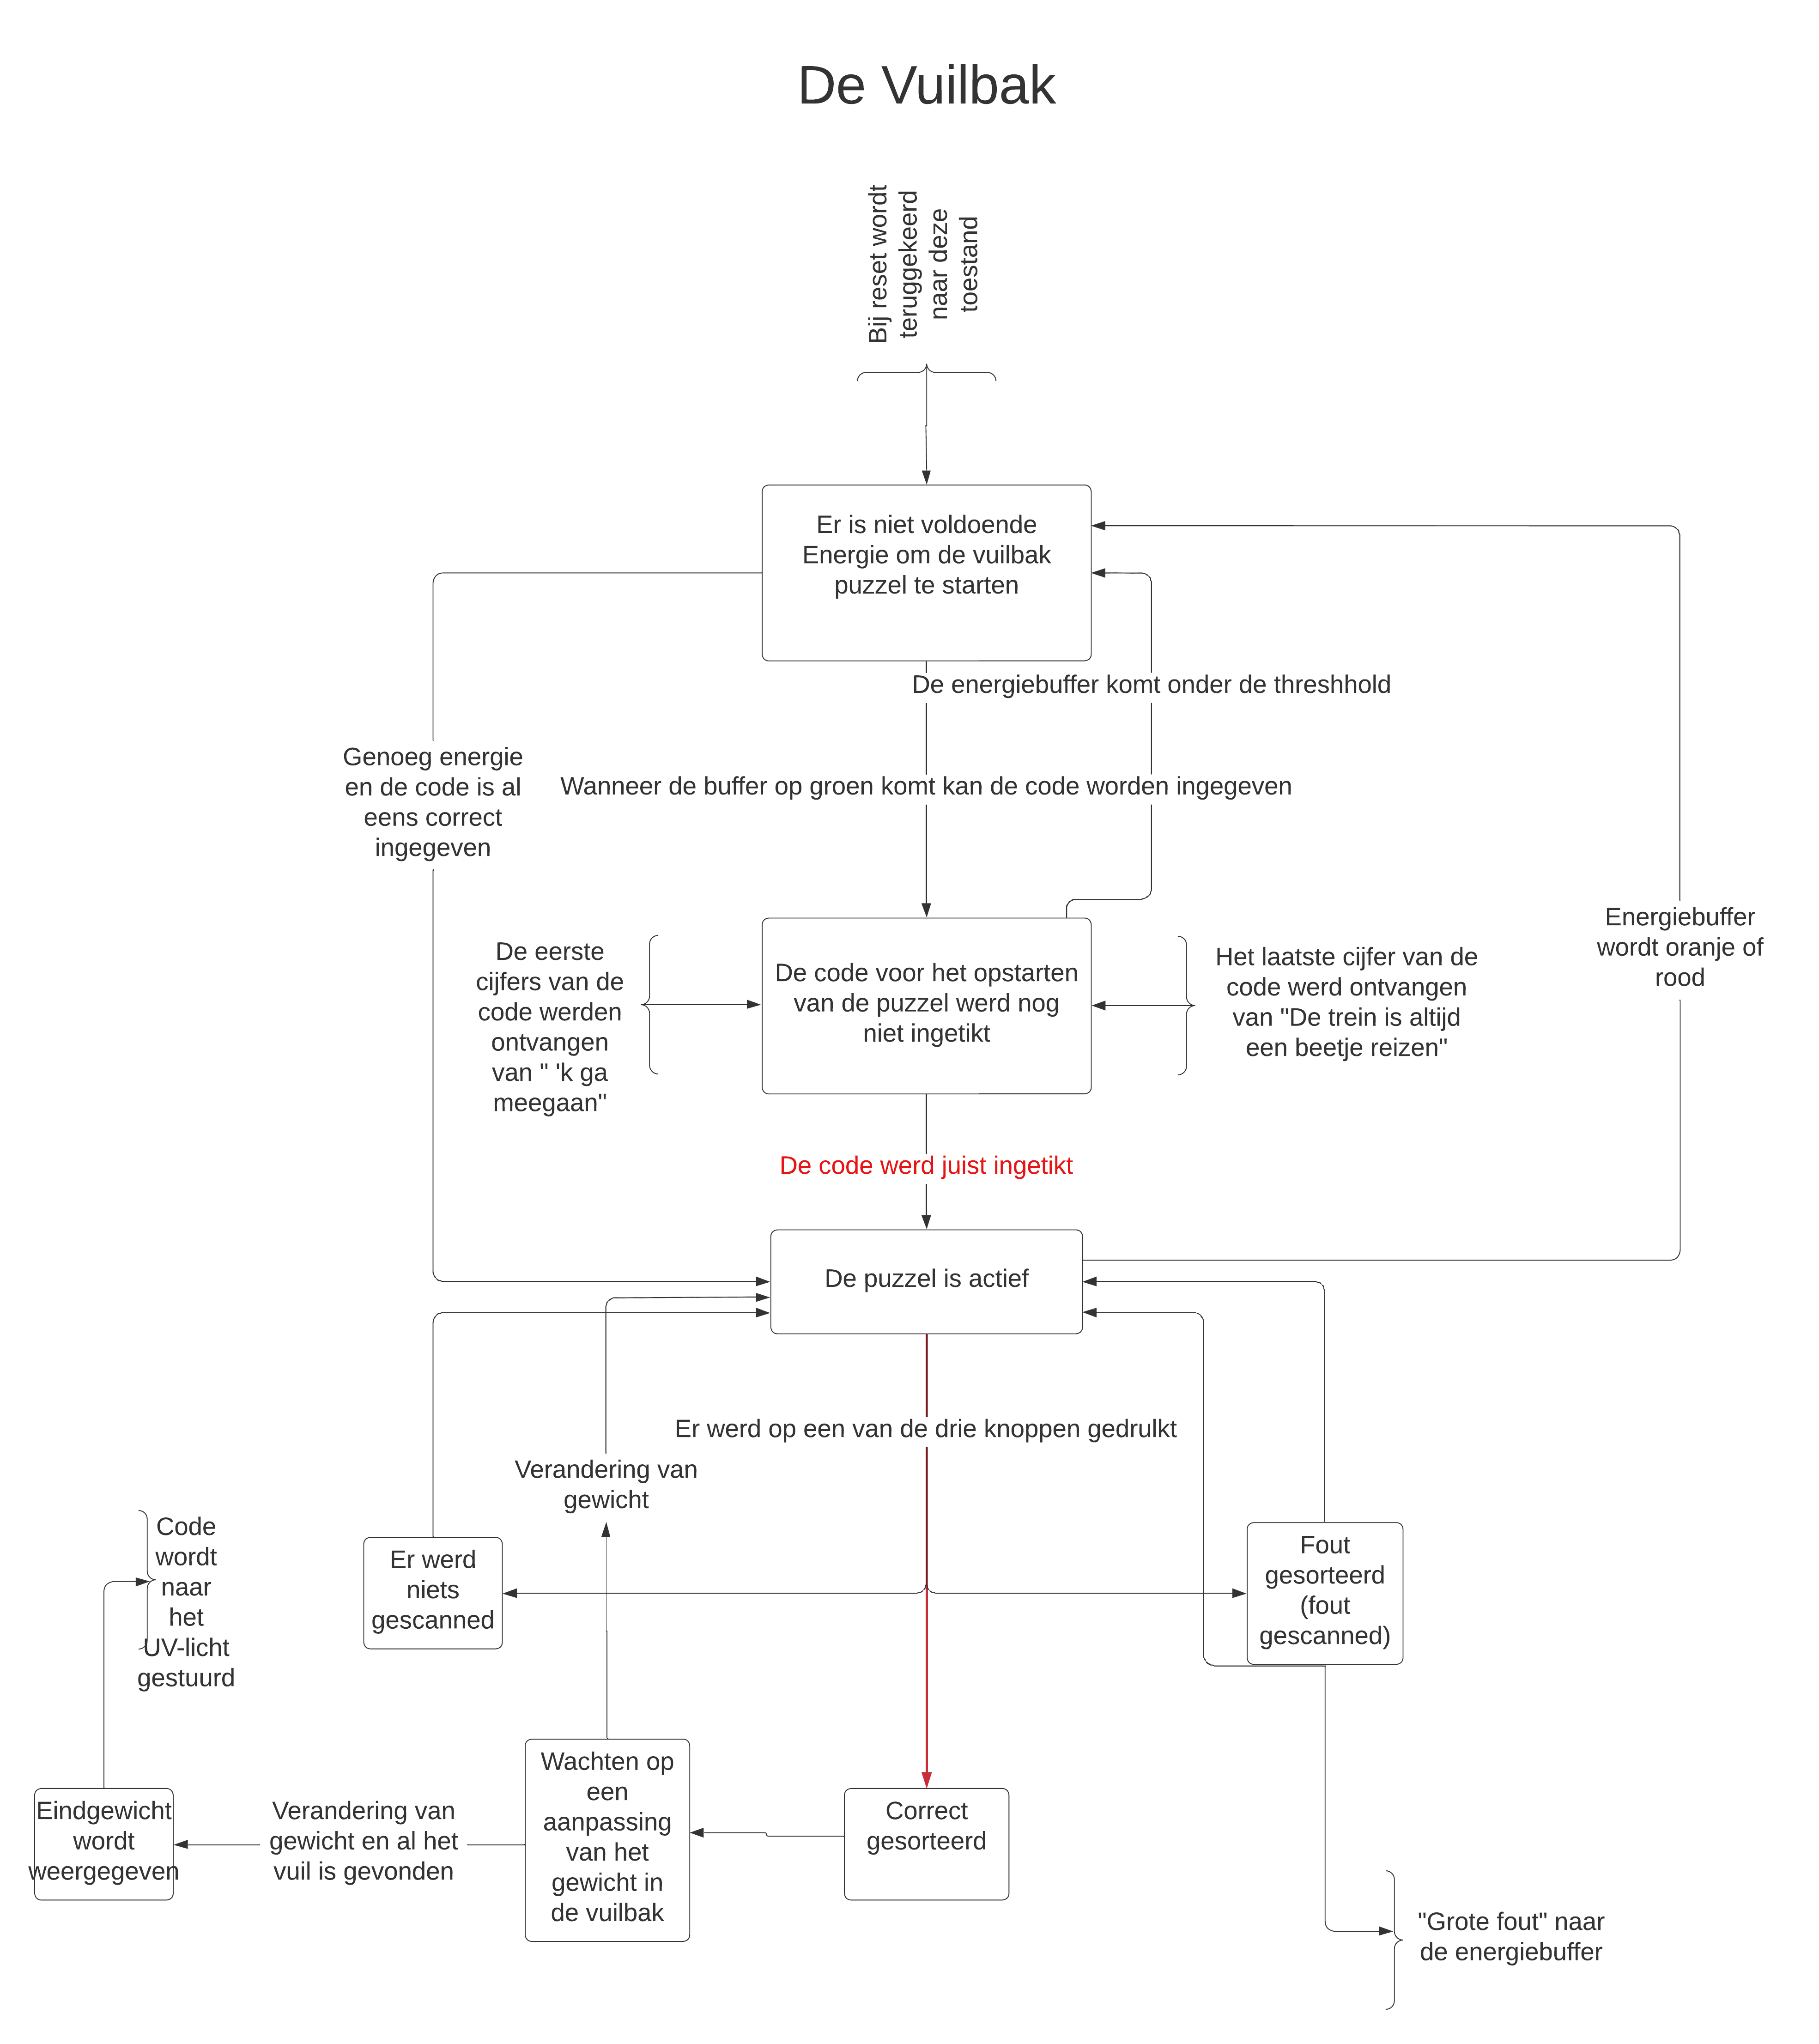 De Vuilbak
Bij reset wordt
teruggekeerd
naar deze
toestand
Er is niet voldoende
Energie om de vuilbak
puzzel te starten
De energiebuffer komt onder de threshhold
Genoeg energie
en de code is al
eens correct
ingegeven
Wanneer de buffer op groen komt kan de code worden ingegeven
Energiebuffer
wordt oranje of
rood
De eerste
cijfers van de
code werden
ontvangen
van " 'k ga
meegaan"
De code voor het opstarten
van de puzzel werd nog
niet ingetikt
Het laatste cijfer van de
code werd ontvangen
van "De trein is altijd
een beetje reizen"
De code werd juist ingetikt
De puzzel is actief
Er werd op een van de drie knoppen gedrulkt
Verandering van
gewicht
Code
wordt
naar
het
UV-licht
gestuurd
Er werd
niets
gescanned
Fout
gesorteerd
(fout
gescanned)
Eindgewicht
wordt
weergegeven
Verandering van
gewicht en al het
vuil is gevonden
Wachten op
een
aanpassing
van het
gewicht in
de vuilbak
Correct
gesorteerd
"Grote fout" naar
de energiebuffer